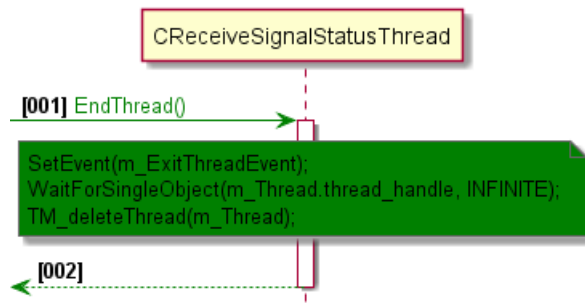 CReceiveSignalStatusThread
[001] EndThread()
SetEvent(m_ExitThreadEvent);
WaitForSingleObject(m_Thread.thread_handle, INFINITE);
TM_deleteThread(m_Thread);
[002]